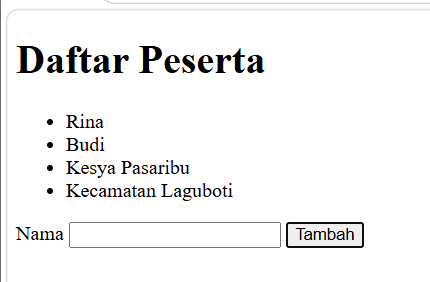 Daftar Peserta
Rina
Budi
Kesya Pasaribu
Kecamatan Laguboti
Nama Tambah